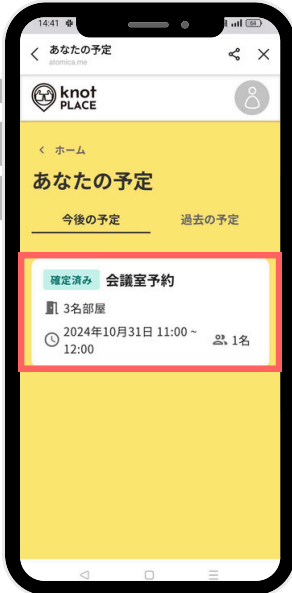 14:41
64
あなたの予定
atomica.me
knot
PLACE
ホーム
あなたの予定
今後の予定 過去の予定
確定済み 会議室予約
3名部屋
2024年10月31日 11:00 ~
12:00
1名